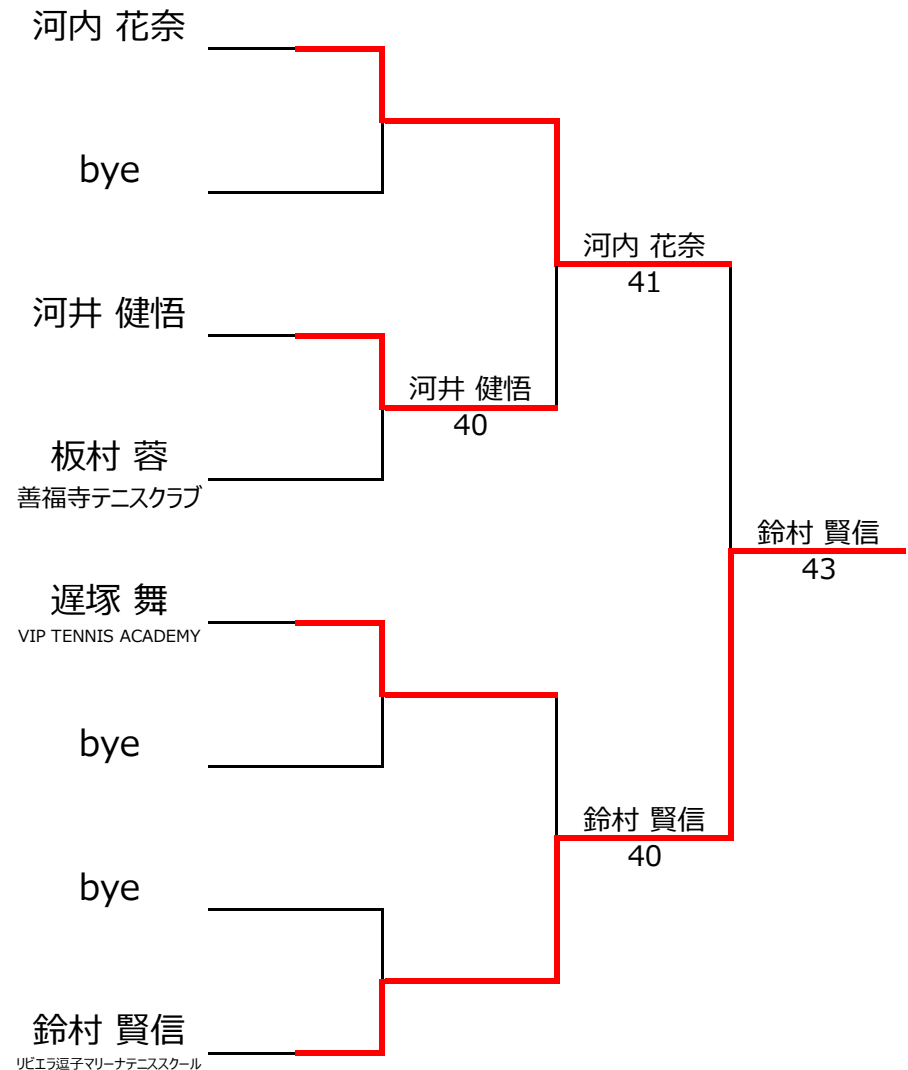 河内 花奈
bye
河内 花奈
41
河井 健悟
河井 健悟
40
板村 蓉
善福寺テニスクラブ
鈴村 賢信
43
遅塚 舞
VIP TENNIS ACADEMY
bye
鈴村 賢信
40
bye
鈴村 賢信
リビエラ逗子マリーナテニススクール